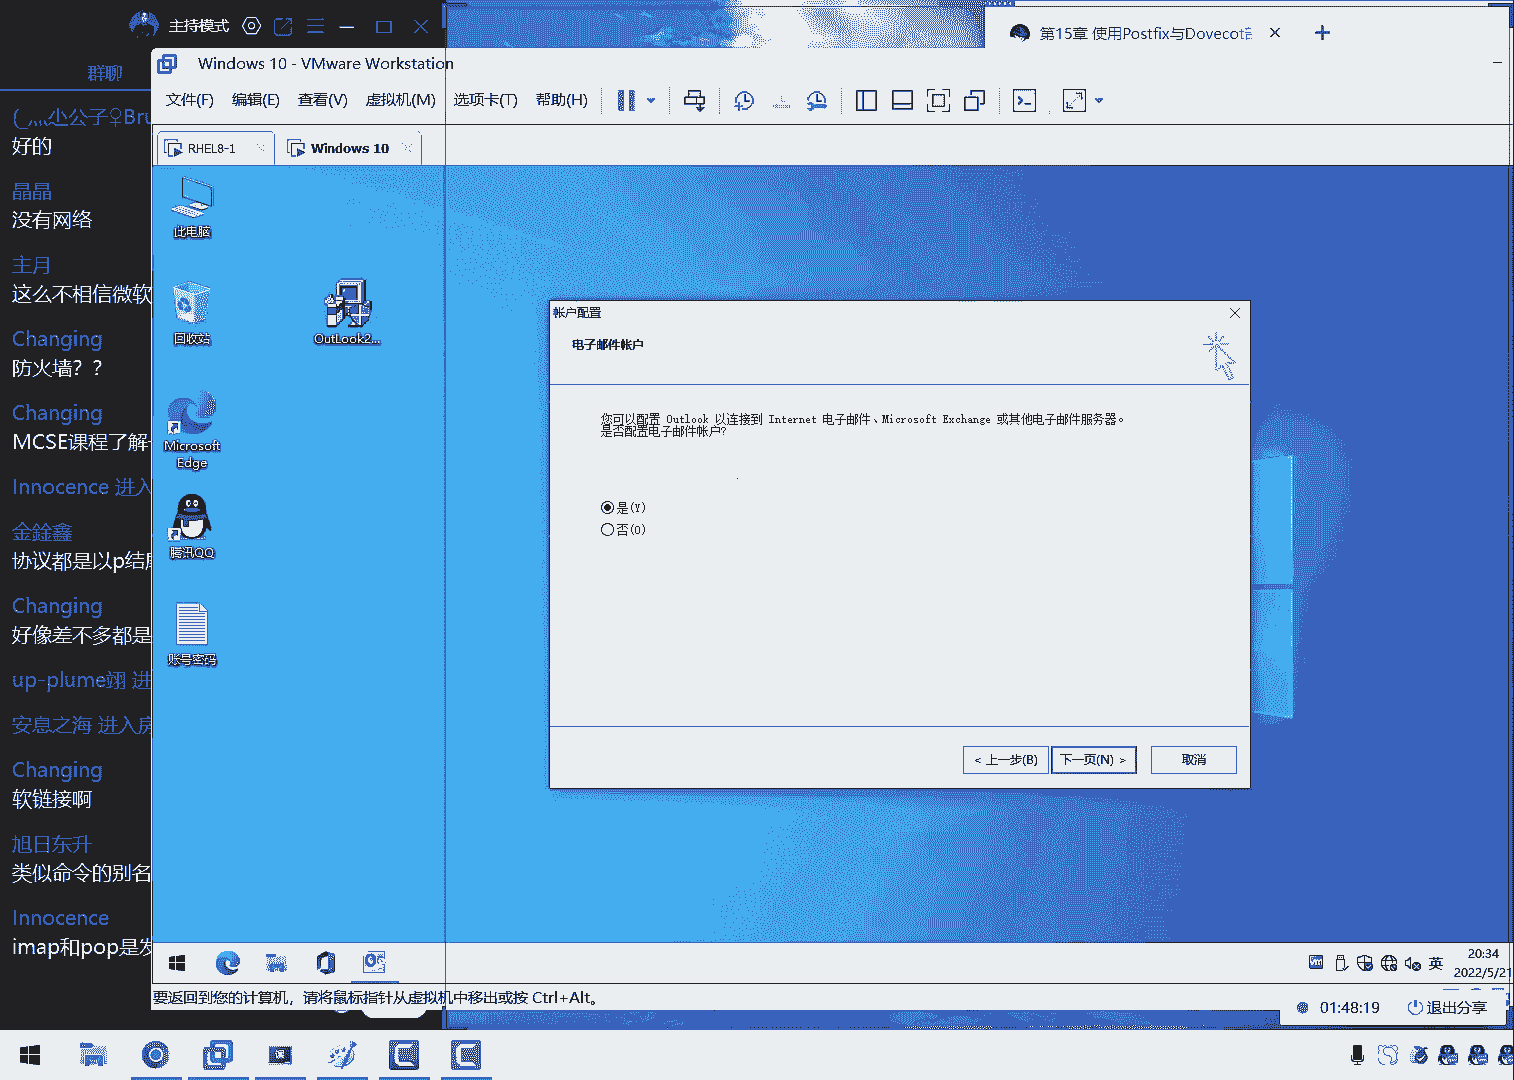 主持模式
群聊
好的
晶晶
没有网络
主月
这么不相信微软
Changing
防火墙？？
Changing
MCSE课程了解
Innocence 进入
金銓鑫
协议都是以p结
Changing
好像差不多都是
up-plume翊 进
安息之海 进入房
Changing
软链接啊
旭日东升
类似命令的别名
Innocence
imap和pop是发
第15章 使用Postfix与Dovecot
Windows 10 - VMware Workstation
文件(F) 编辑(E) 查看(V) 虚拟机(M) 选项卡(T) 帮助(H)
RHEL8-1
Windows 10
此电脑
回收站
OutLook2...
Microsoft
Edge
腾讯QQ
账号密码
帐户配置
电子邮件帐户
您可以配置 Outlook 以连接到 Internet 电子邮件、Microsoft Exchange 或其他电子邮件服务器。
是否配置电子邮件帐户?
是(Y)
否(O)
< 上一步(B)
下一页(N) >
取消
英
20:34
2022/5/21
要返回到您的计算机，请将鼠标指针从虚拟机中移出或按 Ctrl+Alt。
01:48:19
退出分享